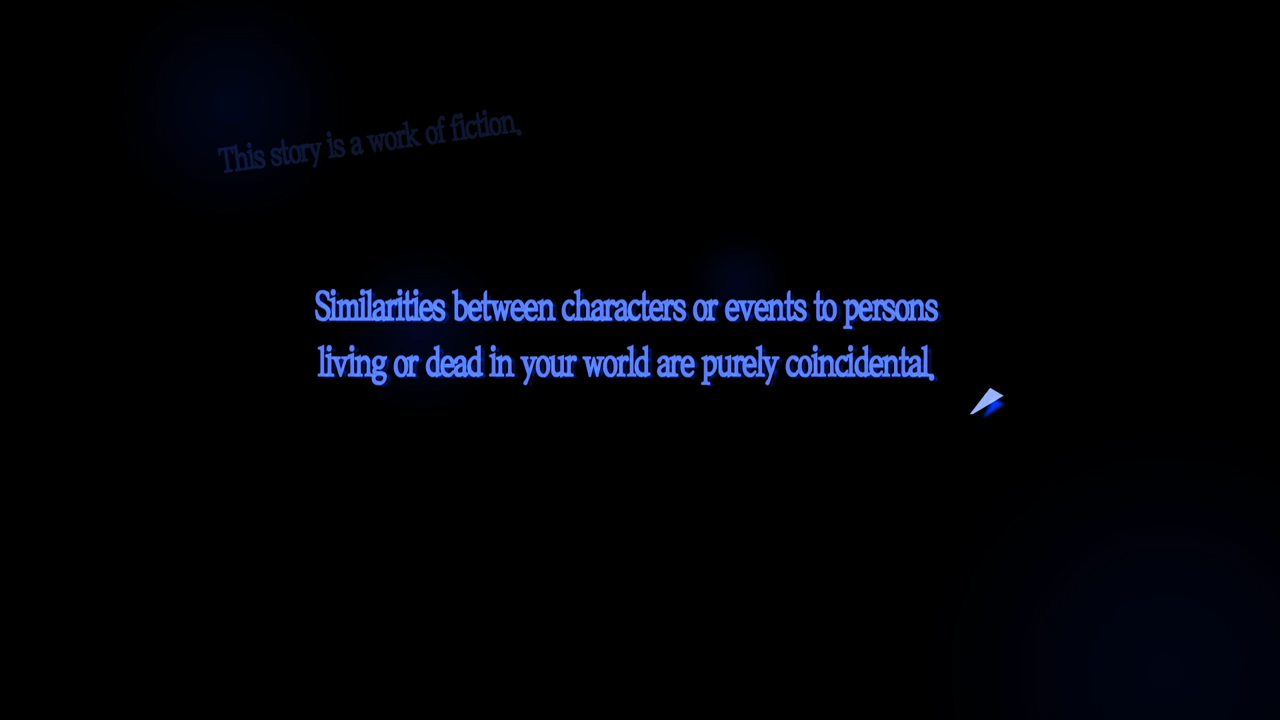 This story is a work of fiction.
Similarities between characters or events to persons
living or dead in your world are purely coincidental.